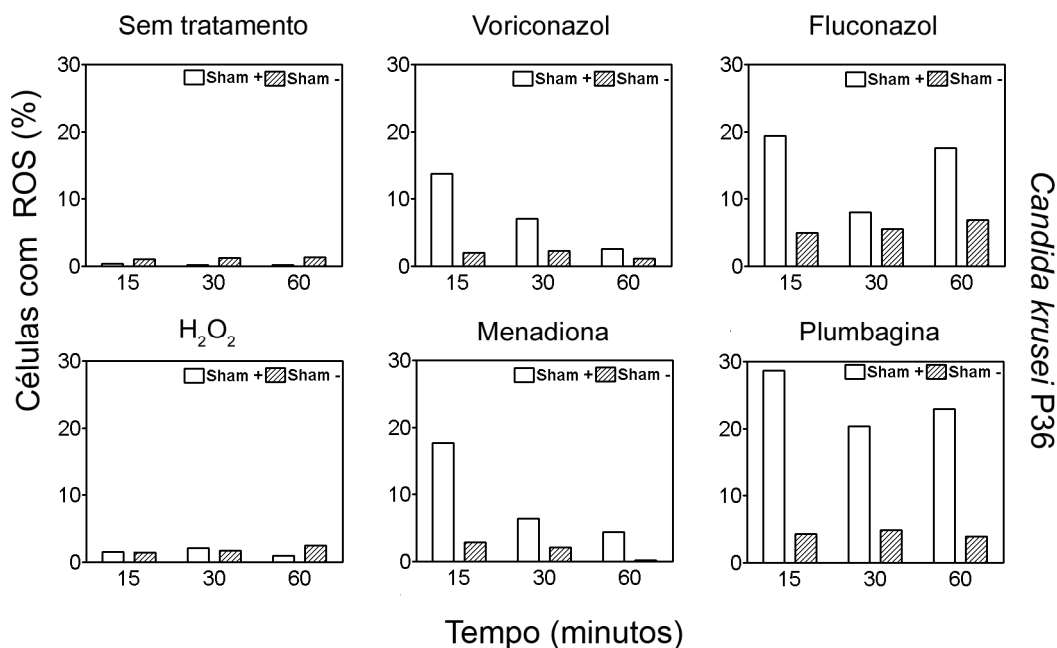 Sem tratamento
Voriconazol
Fluconazol
30
20
10
0
Sham + Sham -
15 30 60
30
20
10
0
Sham + Sham -
15 30 60
30
20
10
0
Sham + Sham -
15 30 60
H₂O₂
Menadiona
Plumbagina
30
20
10
0
Sham + Sham -
15 30 60
30
20
10
0
Sham + Sham -
15 30 60
30
20
10
0
Sham + Sham -
15 30 60
Células com ROS (%)
Candida krusei P36
Tempo (minutos)